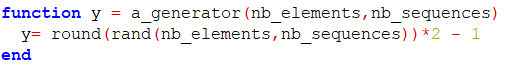 function y = a_generator(nb_elements,nb_sequences)
y= round(rand(nb_elements,nb_sequences))*2 - 1
end